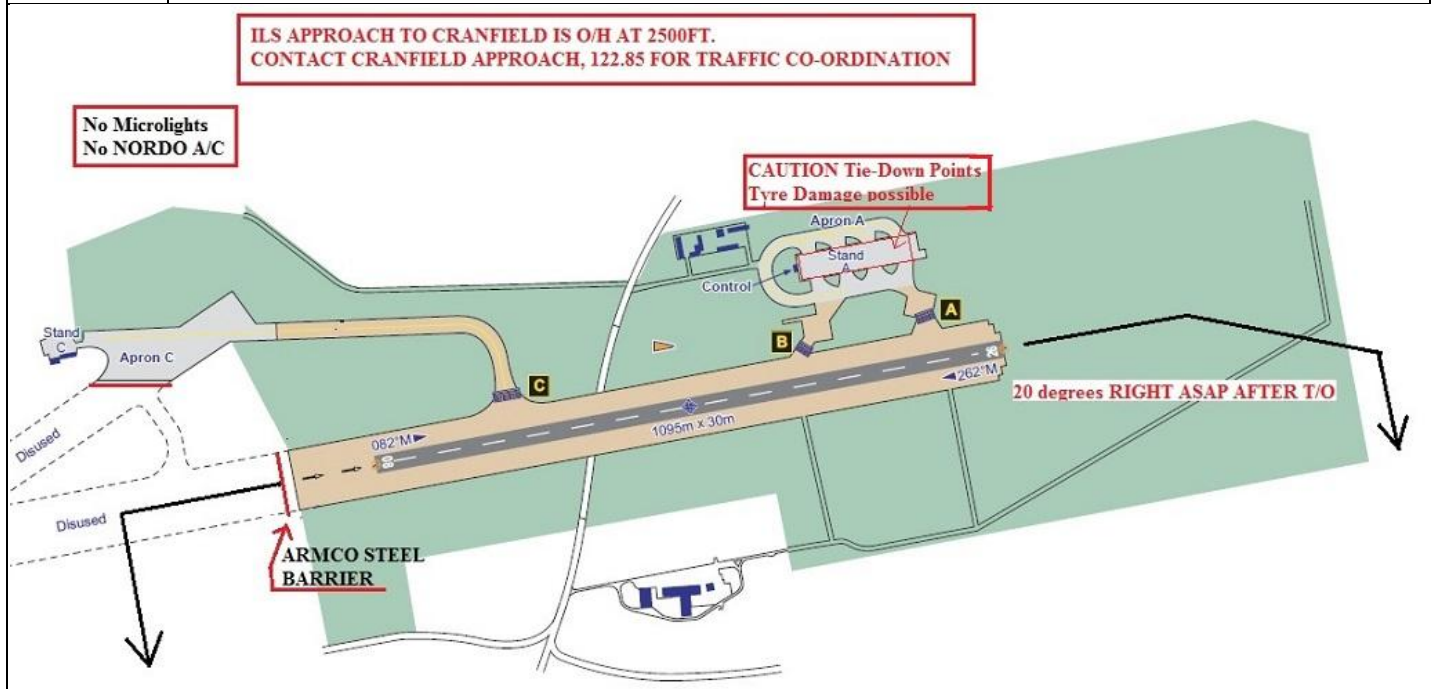 ILS APPROACH TO CRANFIELD IS O/H AT 2500FT.
CONTACT CRANFIELD APPROACH, 122.85 FOR TRAFFIC CO-ORDINATION
No Microlights
No NORDO A/C
CAUTION Tie-Down Points
Tyre Damage possible
Apron A
Stand
A
Control
A
B
Stand
C
Apron C
C
26
262°M
20 degrees RIGHT ASAP AFTER T/O
082°M
1095m x 30m
08
Disused
Disused
ARMCO STEEL
BARRIER